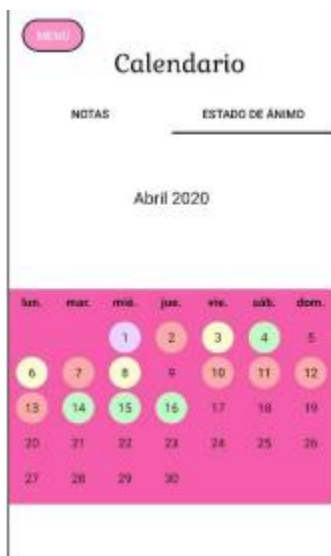 MENÚ
Calendario
NOTAS ESTADO DE ÁNIMO
Abril 2020
lun. mar. mié. jue. vie. sáb. dom.
1 2 3 4 5
6 7 8 9 10 11 12
13 14 15 16 17 18 19
20 21 22 23 24 25 26
27 28 29 30